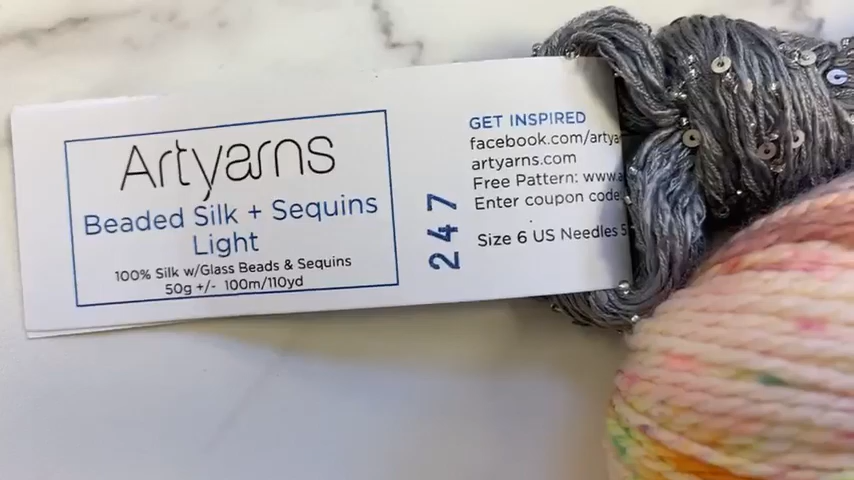 Artyarns
Beaded Silk + Sequins
Light
100% Silk w/Glass Beads & Sequins
50g +/- 100m/110yd
247
GET INSPIRED
facebook.com/artya
artyarns.com
Free Pattern: www.a
Enter coupon code
Size 6 US Needles 5